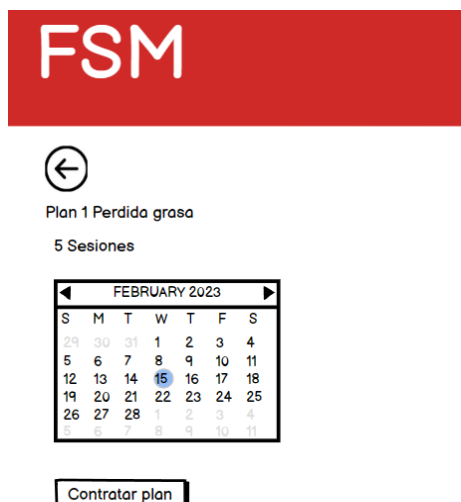 FSM
Plan 1 Perdida grasa
5 Sesiones
FEBRUARY 2023
S M T W T F S
29 30 31 1 2 3 4
5 6 7 8 9 10 11
12 13 14 15 16 17 18
19 20 21 22 23 24 25
26 27 28 1 2 3 4
5 6 7 8 9 10 11
Contratar plan